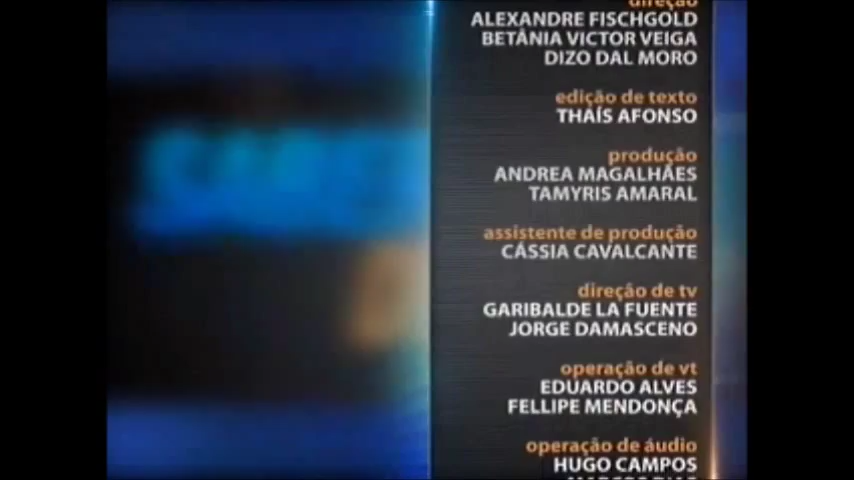 direção
ALEXANDRE FISCHGOLD
BETÂNIA VICTOR VEIGA
DIZO DAL MORO
edição de texto
THAÍS AFONSO
produção
ANDREA MAGALHÃES
TAMYRIS AMARAL
assistente de produção
CÁSSIA CAVALCANTE
direção de tv
GARIBALDE LA FUENTE
JORGE DAMASCENO
operação de vt
EDUARDO ALVES
FELLIPE MENDONÇA
operação de áudio
HUGO CAMPOS